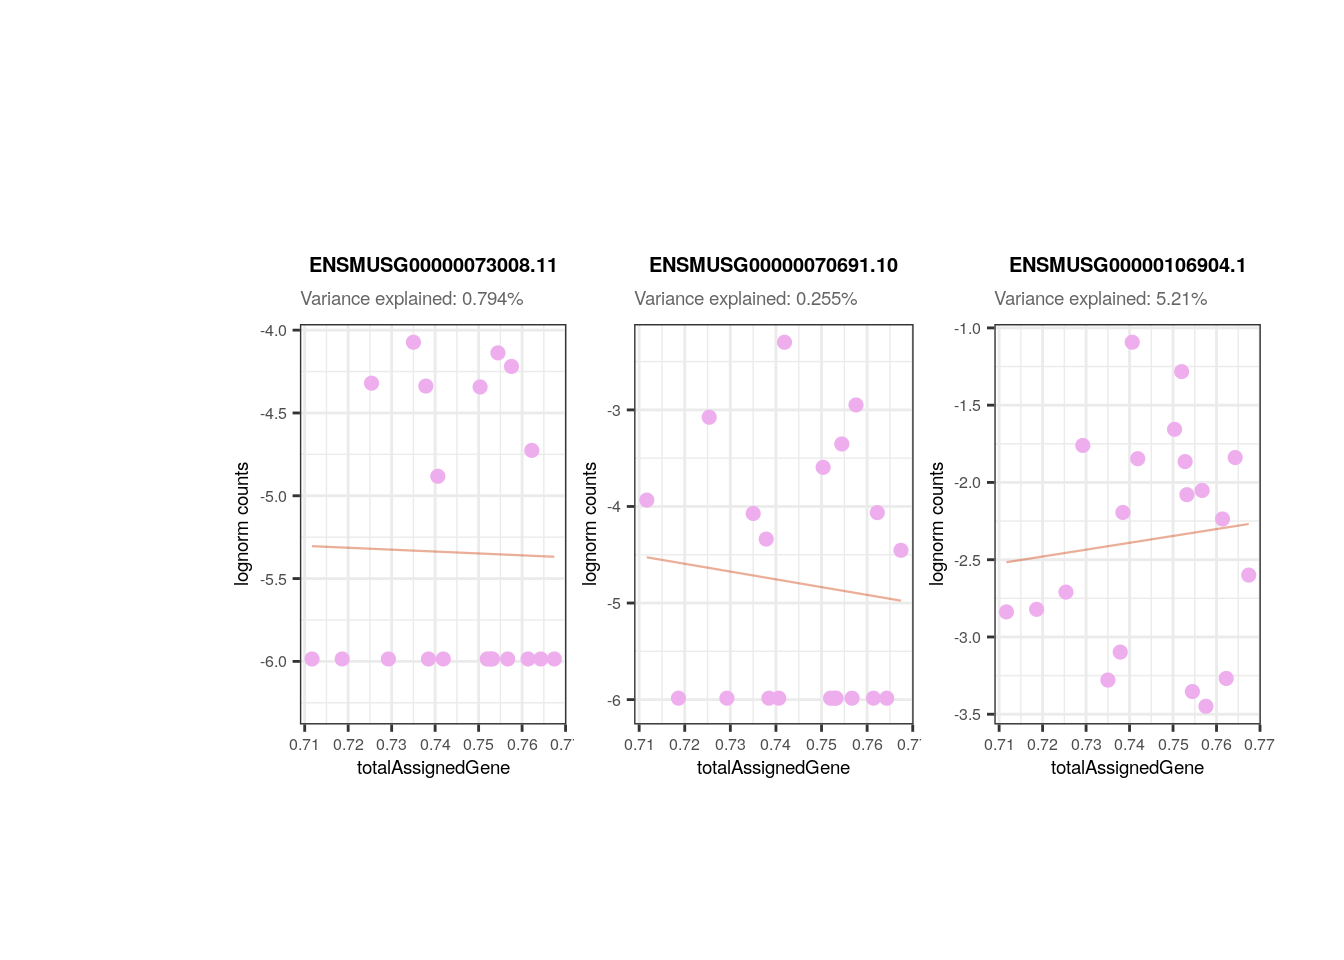 ENSMUSG00000073008.11
Variance explained: 0.794%
-4.0
-4.5
-5.0
-5.5
-6.0
lognorm counts
0.71 0.72 0.73 0.74 0.75 0.76 0.7
totalAssignedGene
ENSMUSG00000070691.10
Variance explained: 0.255%
-3
-4
-5
-6
lognorm counts
0.71 0.72 0.73 0.74 0.75 0.76 0.7
totalAssignedGene
ENSMUSG00000106904.1
Variance explained: 5.21%
-1.0
-1.5
-2.0
-2.5
-3.0
-3.5
lognorm counts
0.71 0.72 0.73 0.74 0.75 0.76 0.77
totalAssignedGene